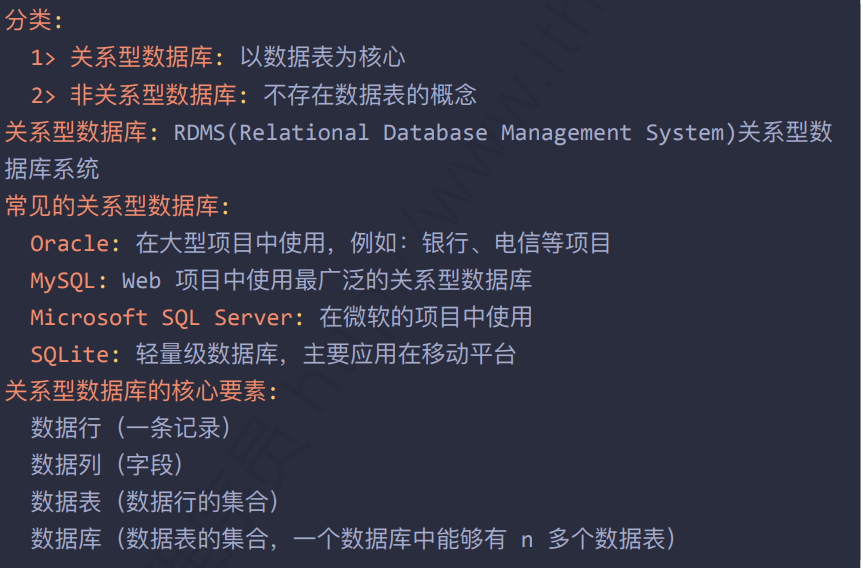 分类:
1> 关系型数据库: 以数据表为核心
2> 非关系型数据库: 不存在数据表的概念
关系型数据库: RDMS(Relational Database Management System)关系型数
据库系统
常见的关系型数据库:
Oracle: 在大型项目中使用, 例如: 银行、电信等项目
MySQL: Web 项目中使用最广泛的关系型数据库
Microsoft SQL Server: 在微软的项目中使用
SQLite: 轻量级数据库, 主要应用在移动平台
关系型数据库的核心要素:
数据行 (一条记录)
数据列 (字段)
数据表 (数据行的集合)
数据库 (数据表的集合, 一个数据库中能够有 n 多个数据表)